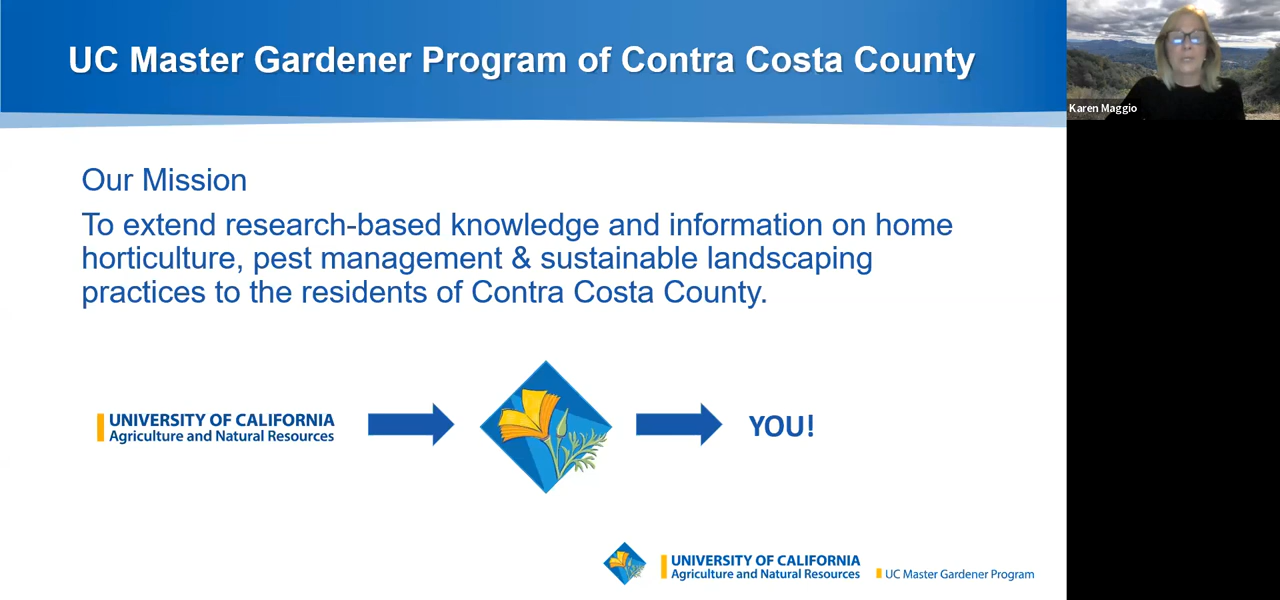 UC Master Gardener Program of Contra Costa County
Karen Maggio
Our Mission
To extend research-based knowledge and information on home
horticulture, pest management & sustainable landscaping
practices to the residents of Contra Costa County.
UNIVERSITY OF CALIFORNIA
Agriculture and Natural Resources
YOU!
UNIVERSITY OF CALIFORNIA
Agriculture and Natural Resources
UC Master Gardener Program